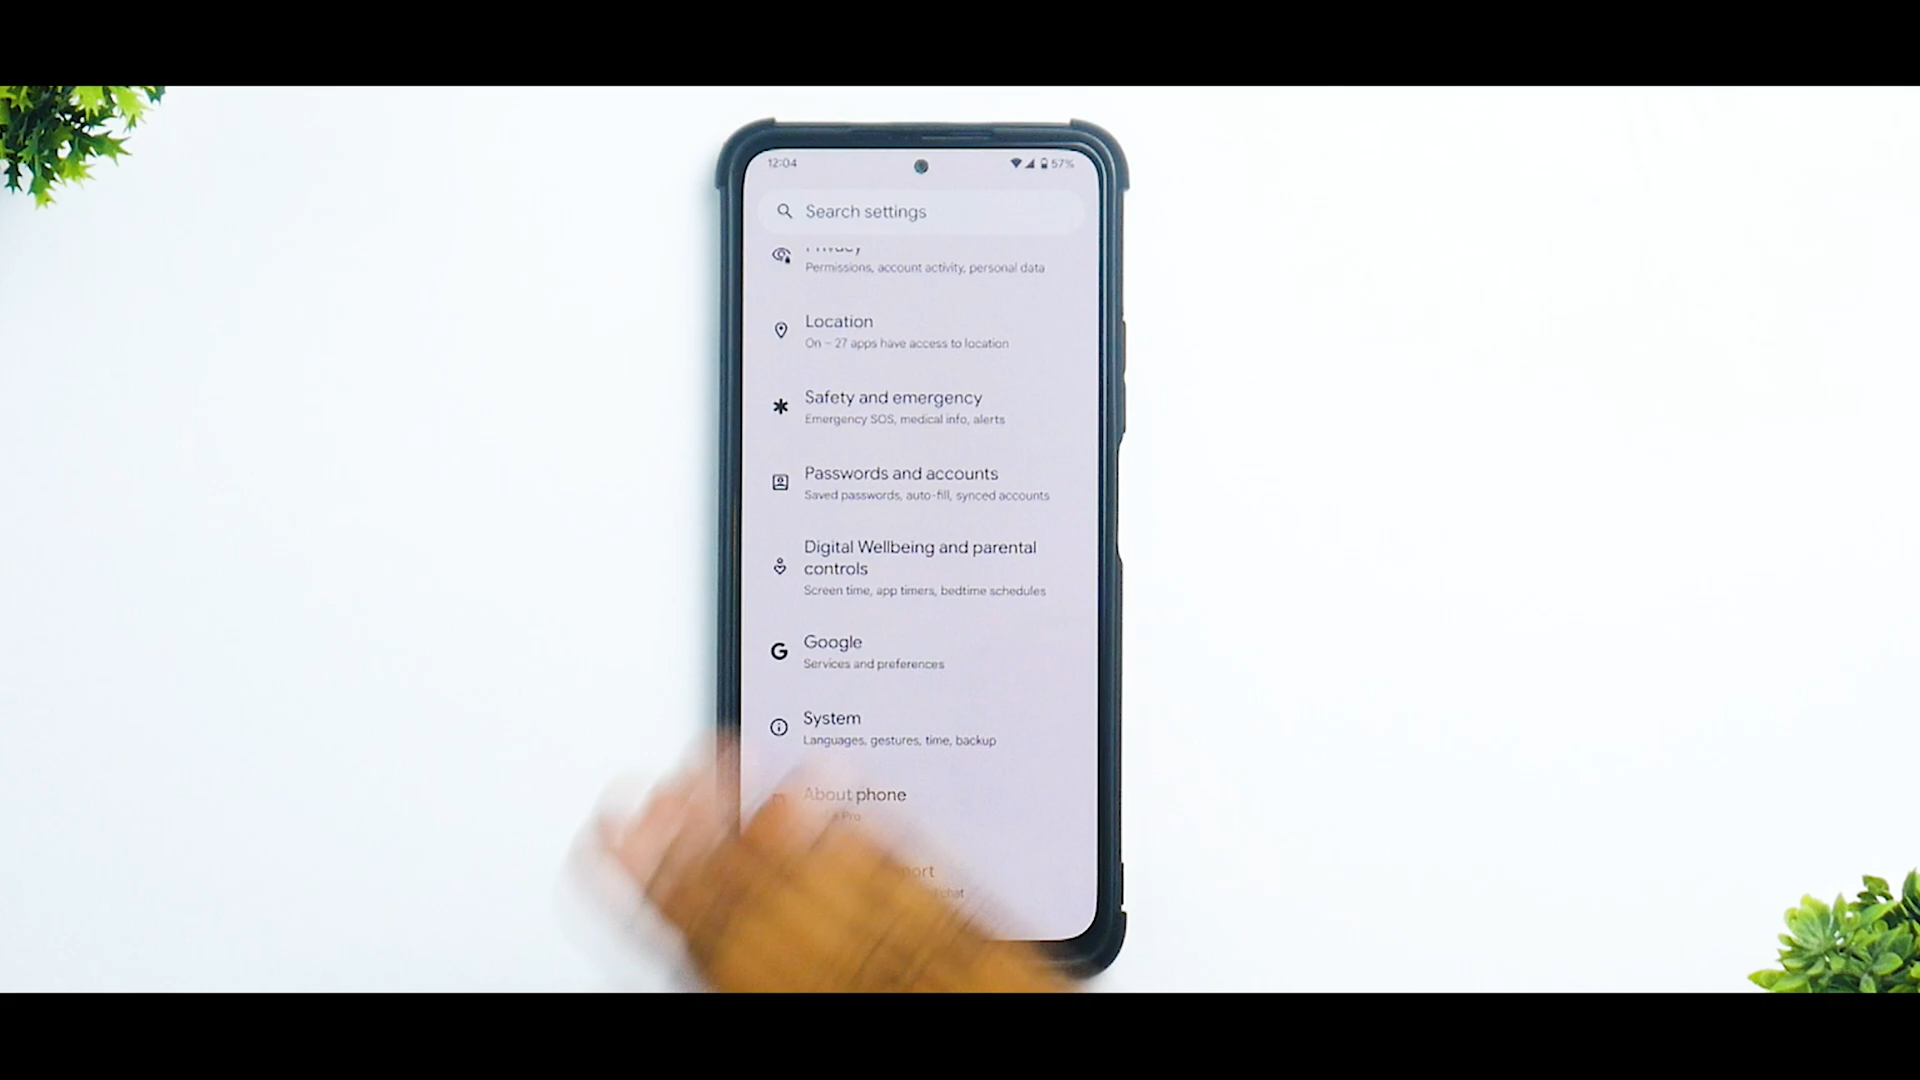 12:04
57%
Search settings
Privacy
Permissions, account activity, personal data
Location
On – 27 apps have access to location
Safety and emergency
Emergency SOS, medical info, alerts
Passwords and accounts
Saved passwords, auto-fill, synced accounts
Digital Wellbeing and parental
controls
Screen time, app timers, bedtime schedules
Google
Services and preferences
System
Languages, gestures, time, backup
About phone
Pro
chat